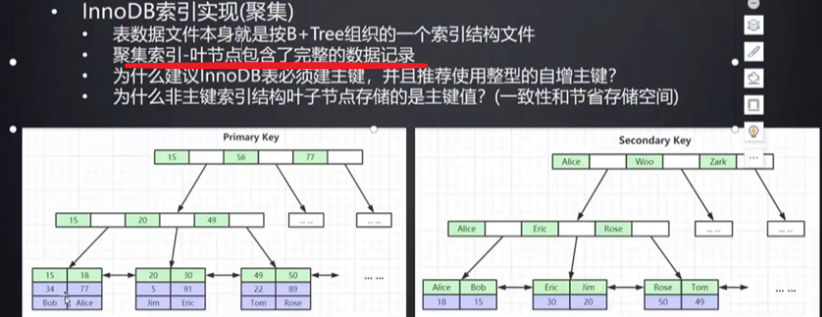 InnoDB索引实现(聚集)
表数据文件本身就是按B+Tree组织的一个索引结构文件
聚集索引-叶节点包含了完整的数据记录
为什么建议InnoDB表必须建主键，并且推荐使用整型的自增主键？
为什么非主键索引结构叶子节点存储的是主键值？(一致性和节省存储空间)
Primary Key
15 56 77
15 20 49
... ... ... ...
15 18 20 30 49 50
34 77 5 91 22 89
Bob Alice Jim Eric Tom Rose
... ...
Secondary Key
Alice Woo Zark
Alice Eric Rose
... ... ... ...
Alice Bob Eric Jim Rose Tom
18 15 30 20 50 49
... ...